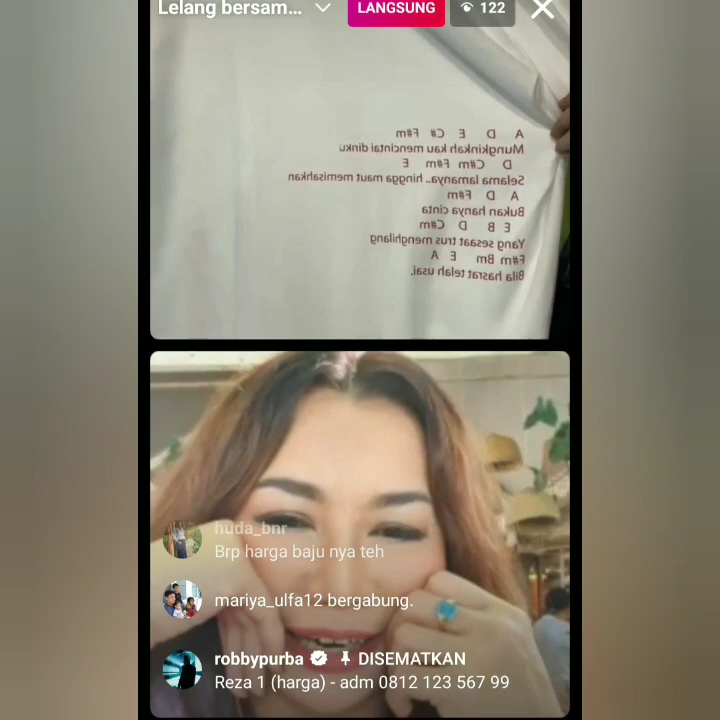 Lelang bersam...
LANGSUNG
122
A D E C# F#m
Mungkinkah kau mencintai diriku
D C#m F#m E
Selama lamanya.. hingga maut memisahkan
A D F#m
Bukan hanya cinta
E B D C#m
Yang sesaat trus menghilang
F#m Bm E A
Bila hasrat telah usai,
huda_bnr
Brp harga baju nya teh
mariya_ulfa12 bergabung.
robbypurba DISEMATKAN
Reza 1 (harga) - adm 0812 123 567 99